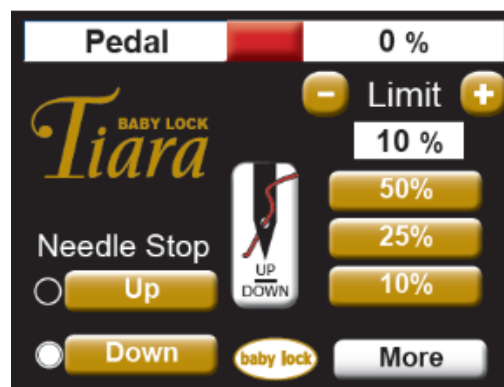 Pedal 0 %
− Limit +
BABY LOCK
Tiara
10 %
50%
25%
10%
Needle Stop
UP
DOWN
Up
Down
baby lock
More